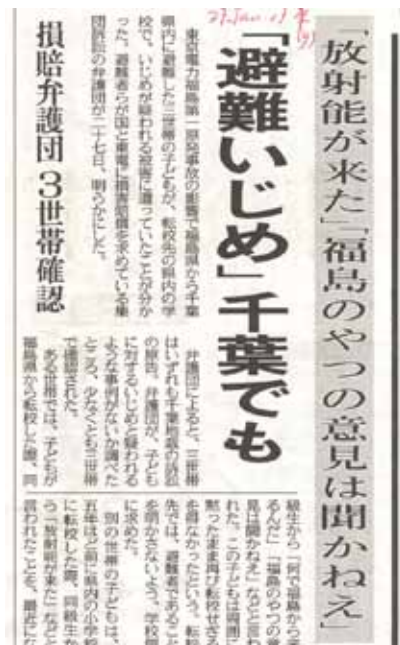 「放射能が来た」「福島のやつの意見は聞かねえ」
「避難いじめ」千葉でも
損賠弁護団 3世帯確認
東京電力福島第一原発事故の影響で福島県から千葉
県内に避難した三世帯の子どもが、転校先の県内の学
校で、いじめが疑われる被害に遭っていたことが分か
った。避難者らが国と東電に損害賠償を求めている集
団訴訟の弁護団が二十七日、明らかにした。
弁護団によると、三世帯
はいずれも千葉地裁の訴訟
の原告。弁護団が、子ども
に対するいじめと疑われる
ような事例がないか調べた
ところ、少なくとも三世帯
で確認された。
ある世帯では、子どもが
福島県から転校した際、同
級生から「何で福島から来
るんだ」「福島のやつの意
見は聞かねえ」などと言わ
れた。この子どもは周囲に
黙ったまま再び転校せざる
を得なかったという。転校
先では、避難者であること
を明かさないよう、学校側
に求めた。
別の世帯の子どもは、
五年ほど前に県内の小学校
に転校した際、同級生か
ら「放射能が来た」などと
言われたことを、最近にな